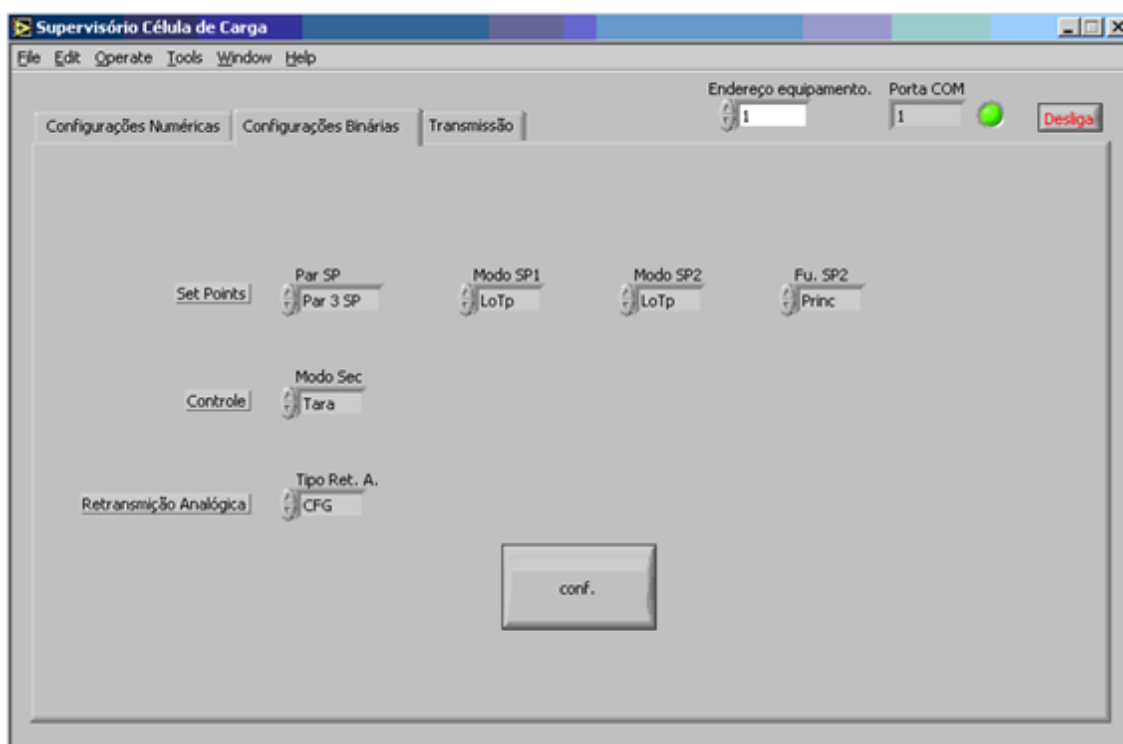 Supervisório Célula de Carga
File Edit Operate Tools Window Help
Endereço equipamento. Porta COM
1 1 Desliga
Configurações Numéricas Configurações Binárias Transmissão
Par SP Modo SP1 Modo SP2 Fu. SP2
Set Points Par 3 SP LoTp LoTp Princ
Modo Sec
Controle Tara
Tipo Ret. A.
Retransmição Analógica CFG
conf.